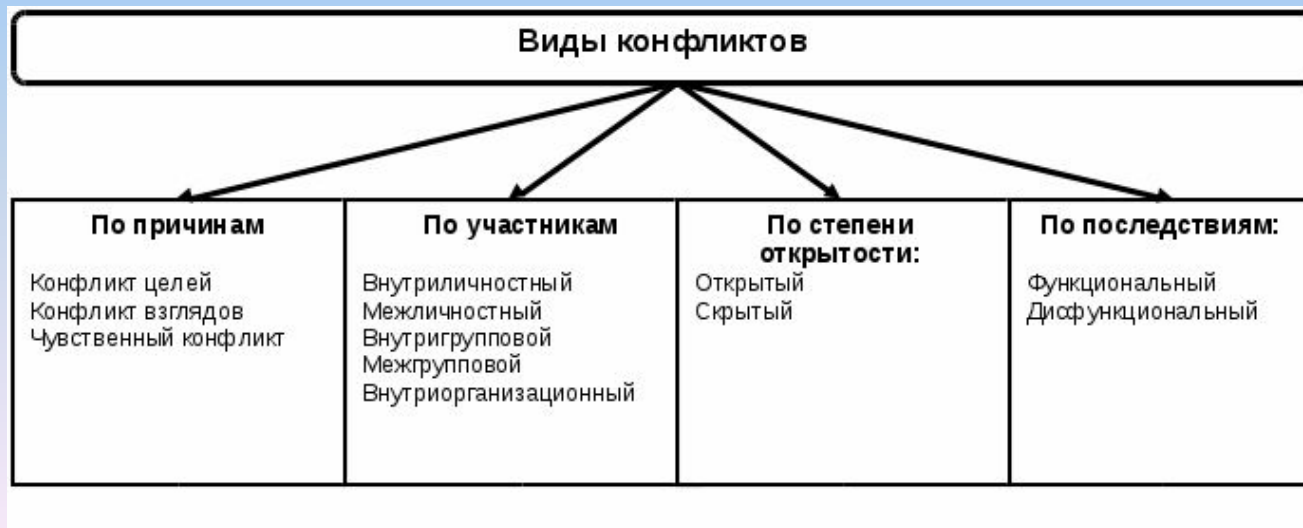 Виды конфликтов
По причинам
Конфликт целей
Конфликт взглядов
Чувственный конфликт
По участникам
Внутриличностный
Межличностный
Внутригрупповой
Межгрупповой
Внутриорганизационный
По степени
открытости:
Открытый
Скрытый
По последствиям:
Функциональный
Дисфункциональный